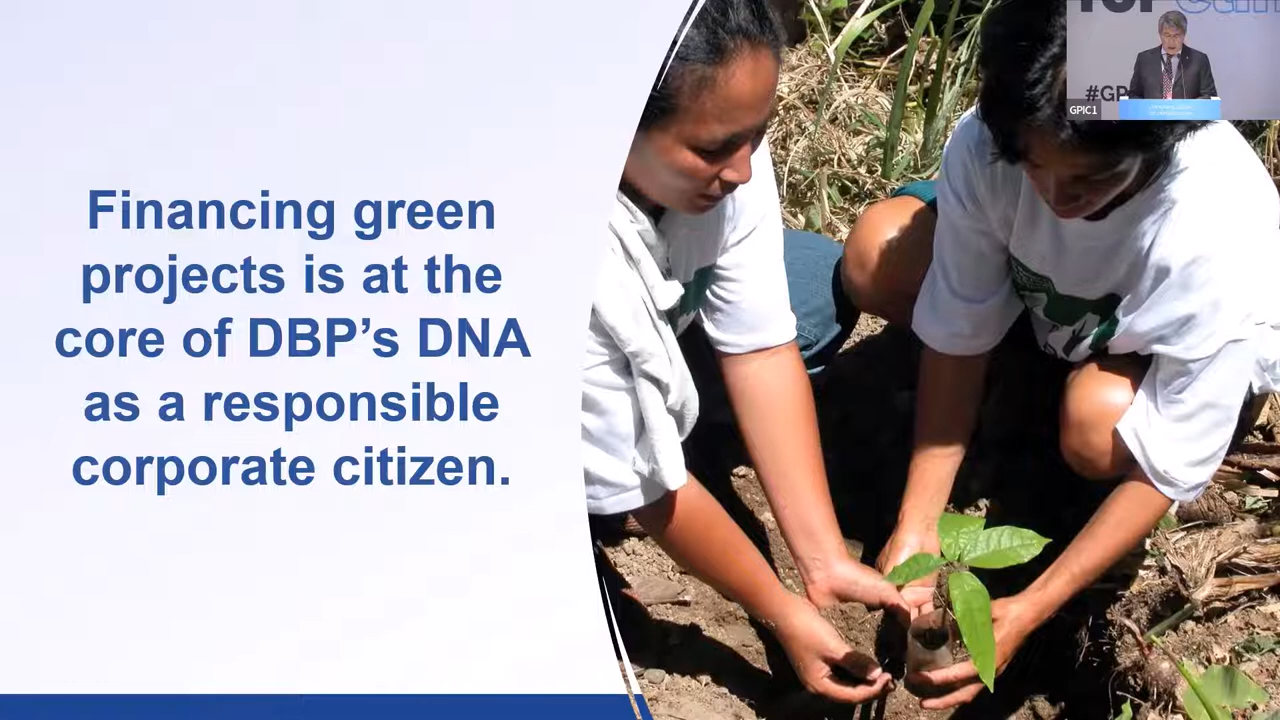 Financing green
projects is at the
core of DBP’s DNA
as a responsible
corporate citizen.
#GP
GPIC1